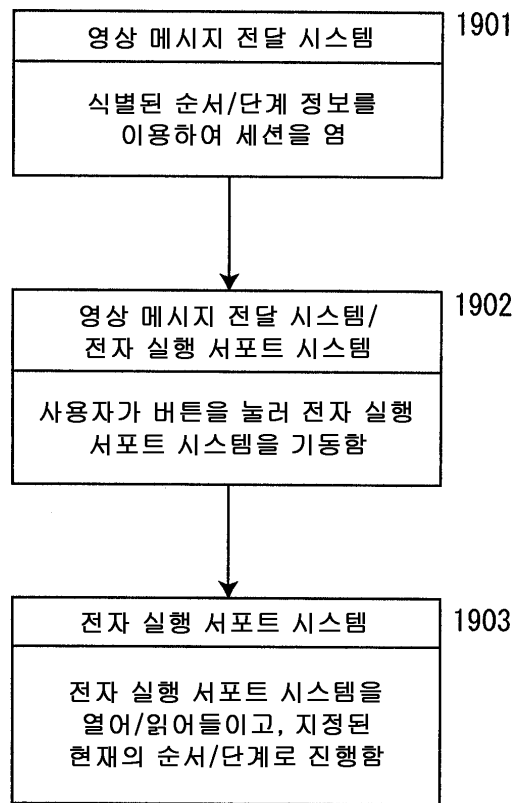 영상 메시지 전달 시스템
1901
식별된 순서/단계 정보를
이용하여 세션을 염
영상 메시지 전달 시스템/
전자 실행 서포트 시스템
1902
사용자가 버튼을 눌러 전자 실행
서포트 시스템을 기동함
전자 실행 서포트 시스템
1903
전자 실행 서포트 시스템을
열어/읽어들이고, 지정된
현재의 순서/단계로 진행함